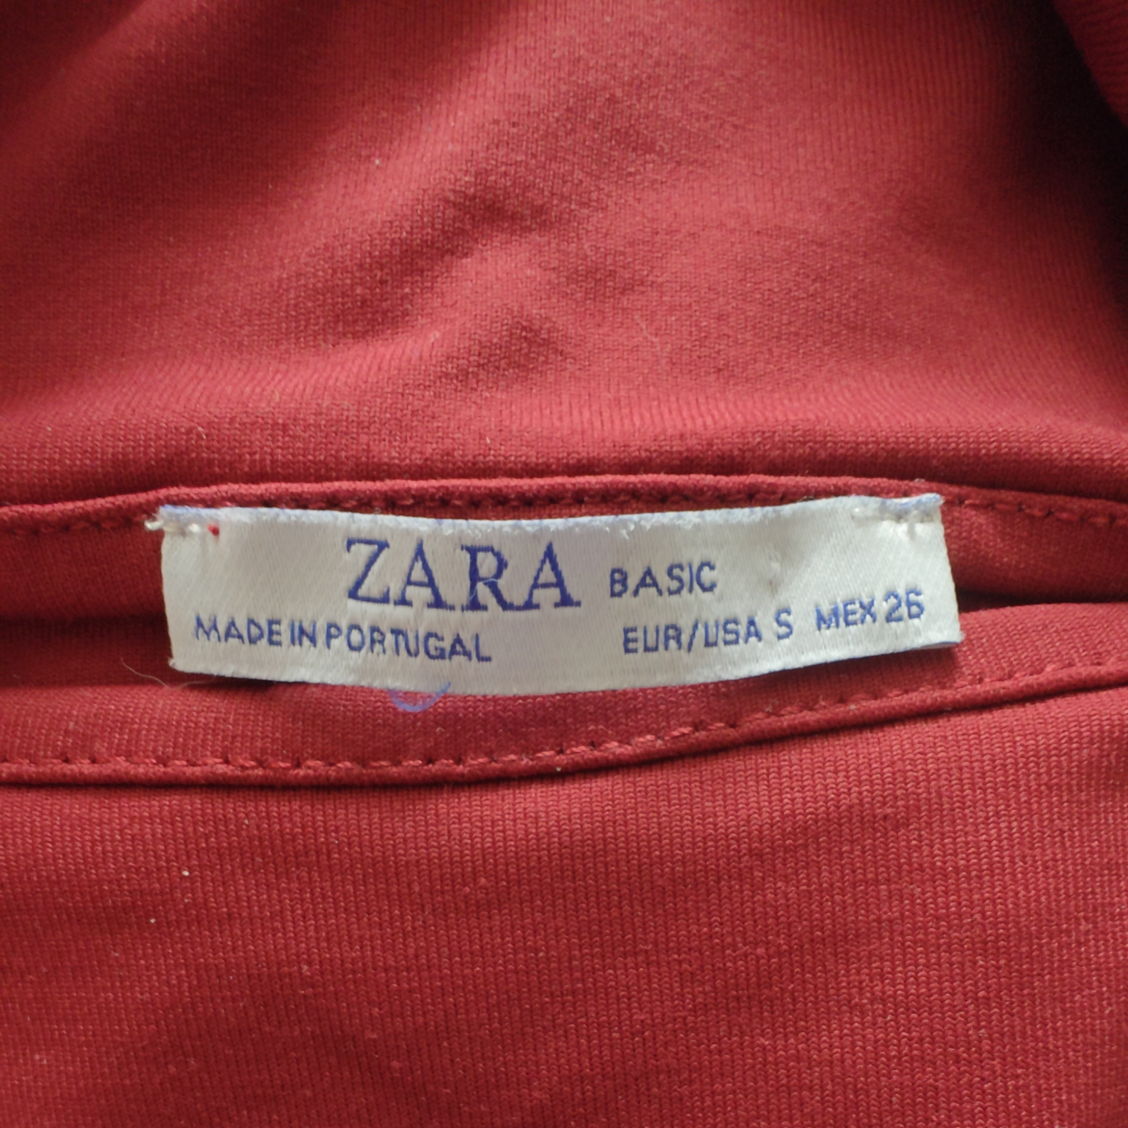 ZARA BASIC
MADE IN PORTUGAL EUR/USA S MEX 26